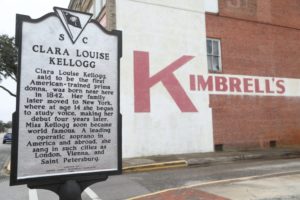 S C
CLARA LOUISE
KELLOGG
Clara Louise Kellogg,
said to be the first
American-trained prima
donna, was born near here
in 1842. Her family
later moved to New York,
where at age 14 she began
to study voice, making her
debut four years later.
Miss Kellogg soon became
world famous. A leading
operatic soprano in
America and abroad, she
sang in such cities as
London, Vienna, and
Saint Petersburg.
KIMBRELL'S